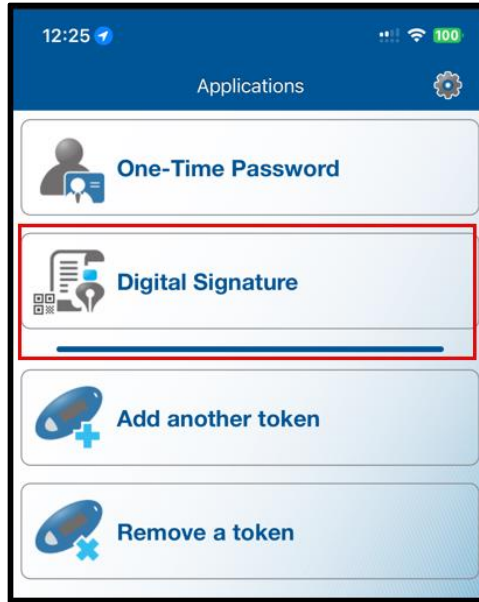 12:25
100
Applications
One-Time Password
Digital Signature
Add another token
Remove a token